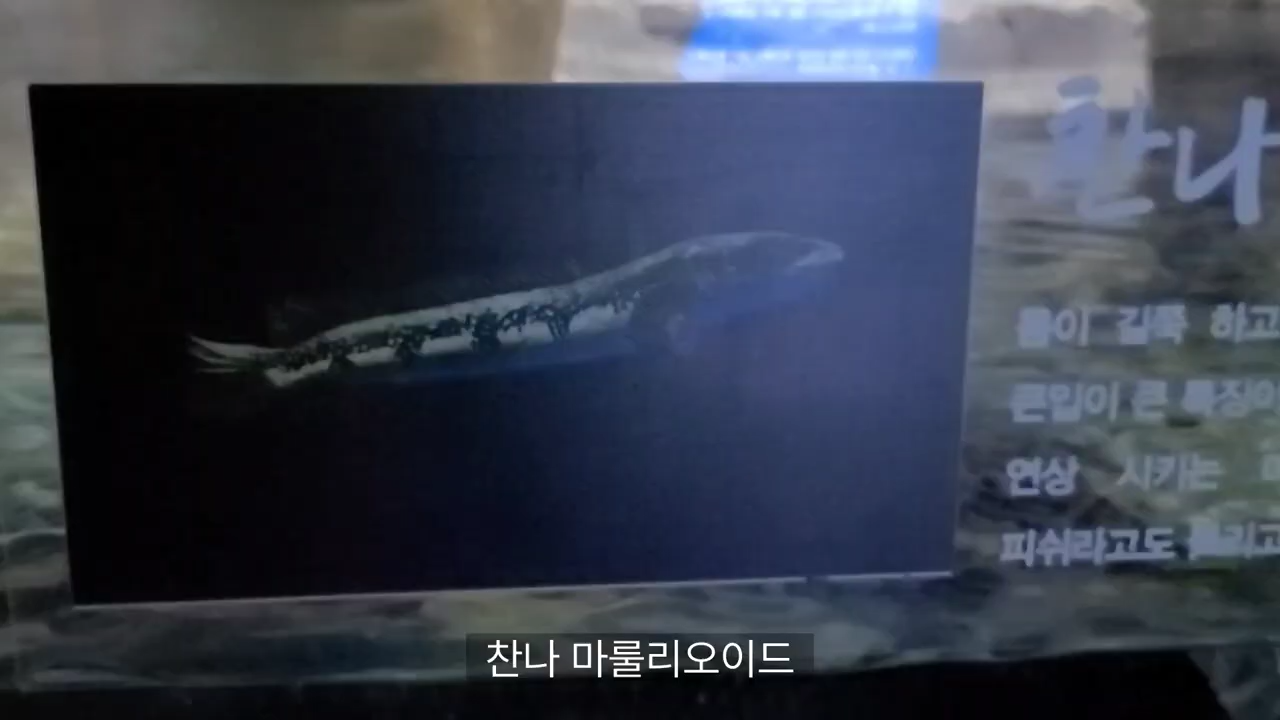 찬나
몸이 길쭉 하고
큰입이 큰 특징이
연상 시키는
피쉬라고도 불리고
찬나 마룰리오이드